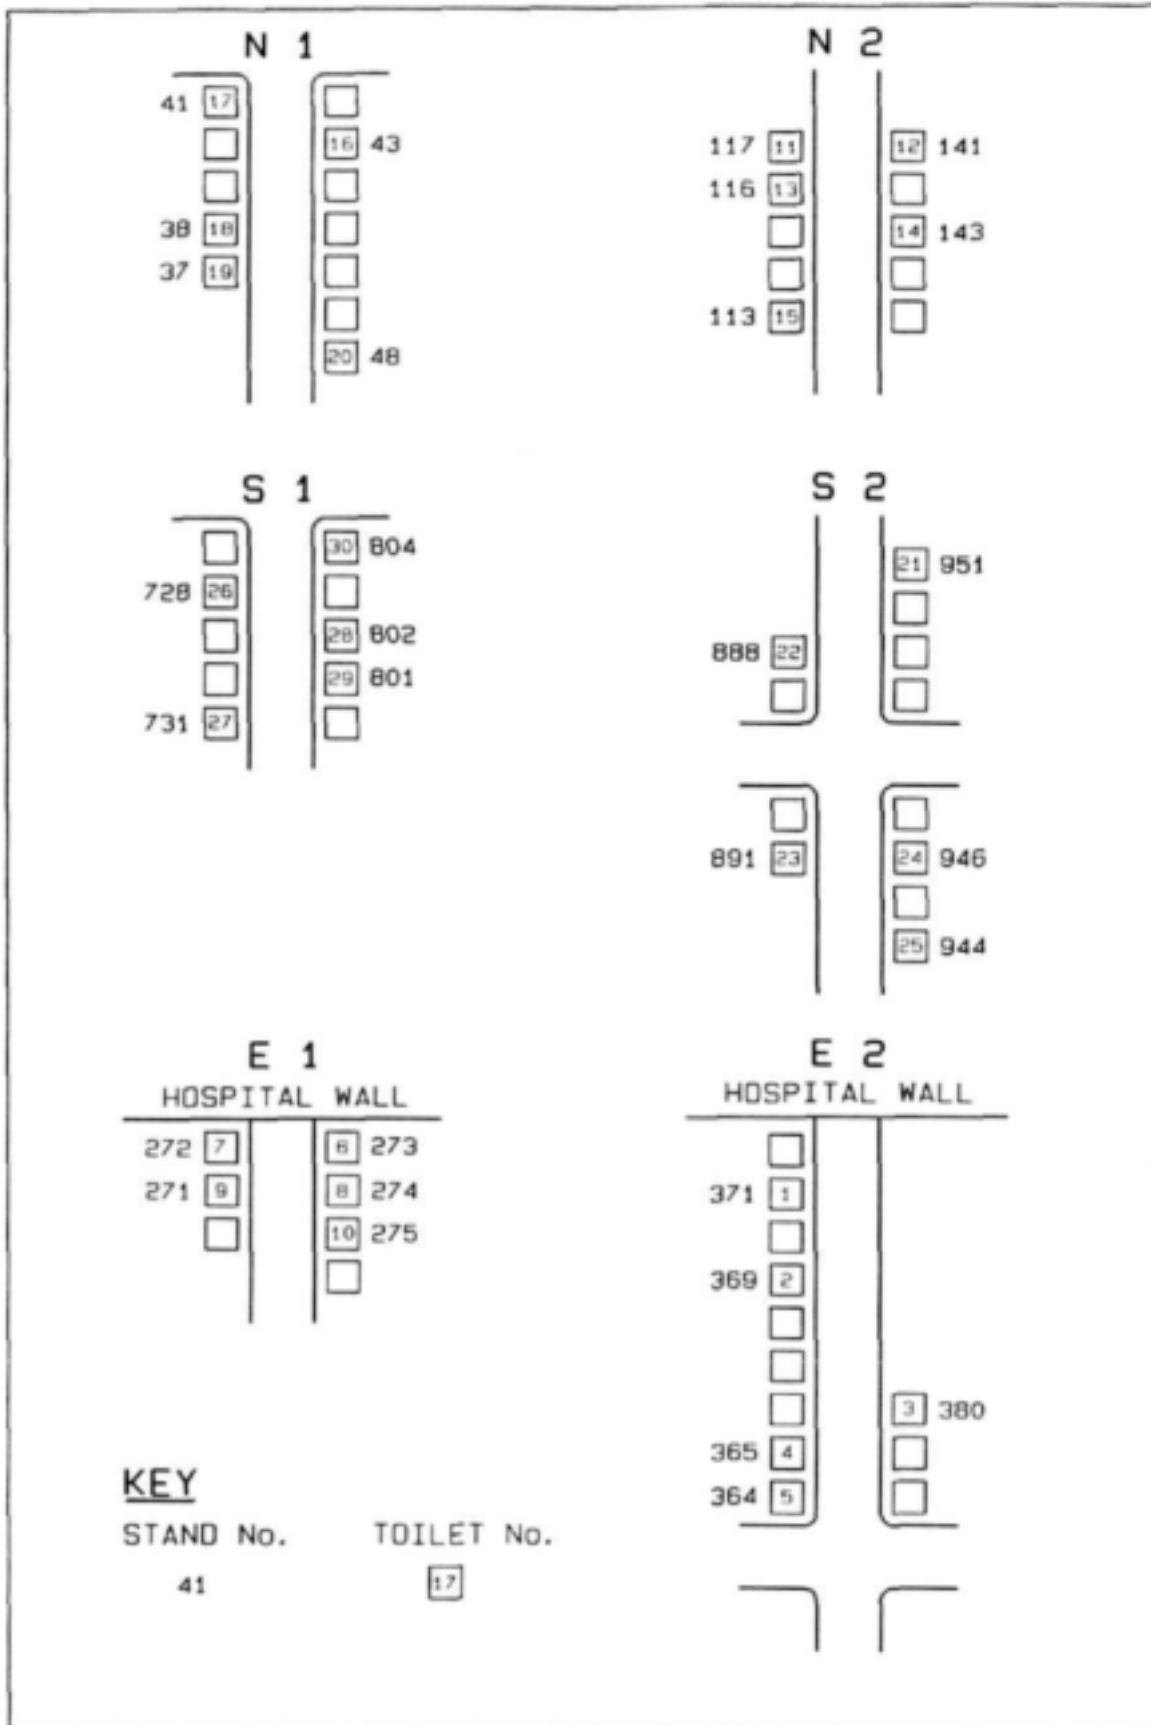 N 1
41 17
16 43
38 18
37 19
20 48
N 2
117 11 12 141
116 13
14 143
113 15
S 1
30 804
728 26
28 802
29 801
731 27
S 2
21 951
888 22
891 23 24 946
25 944
E 1
HOSPITAL WALL
272 7 6 273
271 9 8 274
10 275
E 2
HOSPITAL WALL
371 1
369 2
3 380
365 4
364 5
KEY
STAND No. TOILET No.
41 17